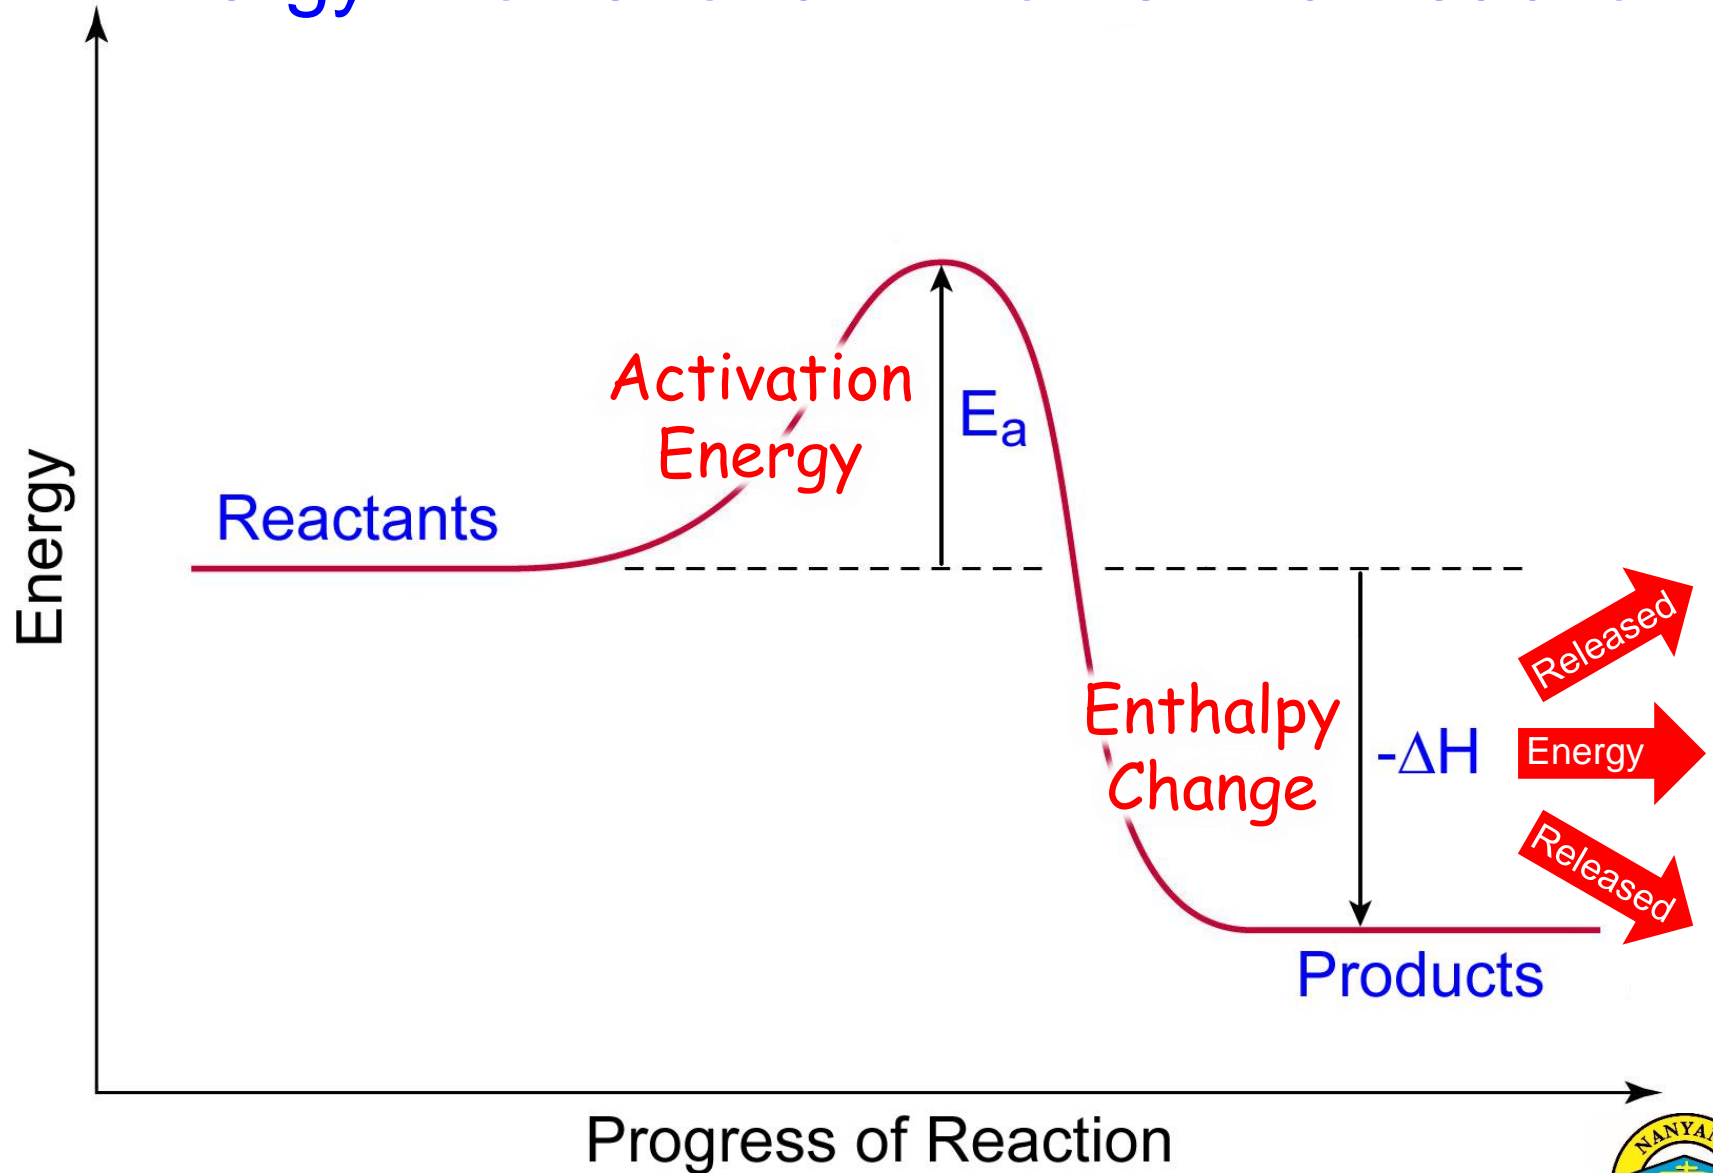 Activation
Energy
Ea
Reactants
Energy
Enthalpy
Change
-ΔH
Released
Energy
Released
Products
Progress of Reaction